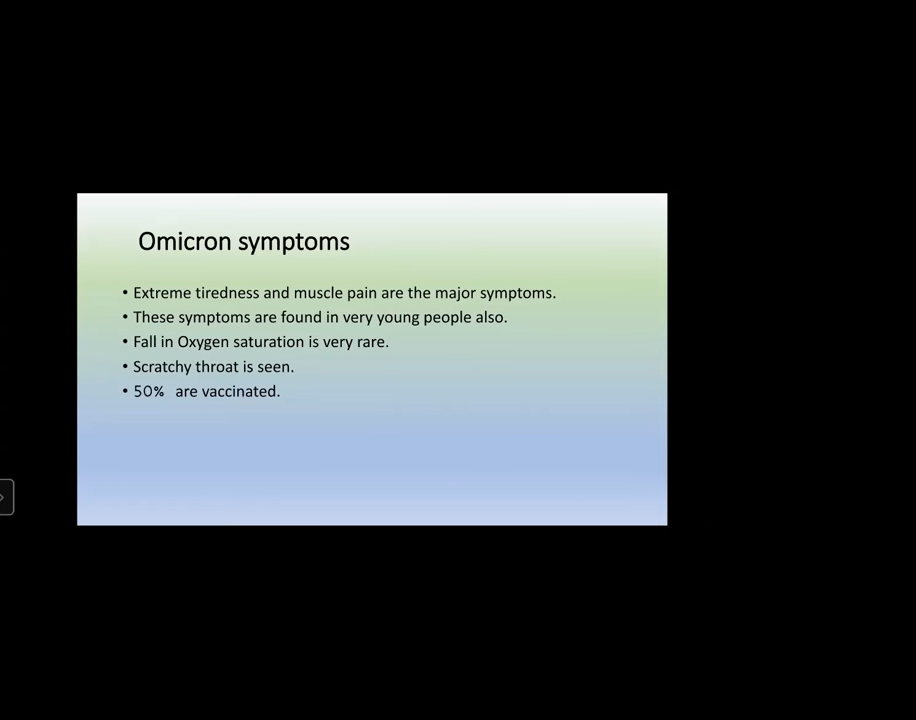 Omicron symptoms
• Extreme tiredness and muscle pain are the major symptoms.
• These symptoms are found in very young people also.
• Fall in Oxygen saturation is very rare.
• Scratchy throat is seen.
• 50% are vaccinated.